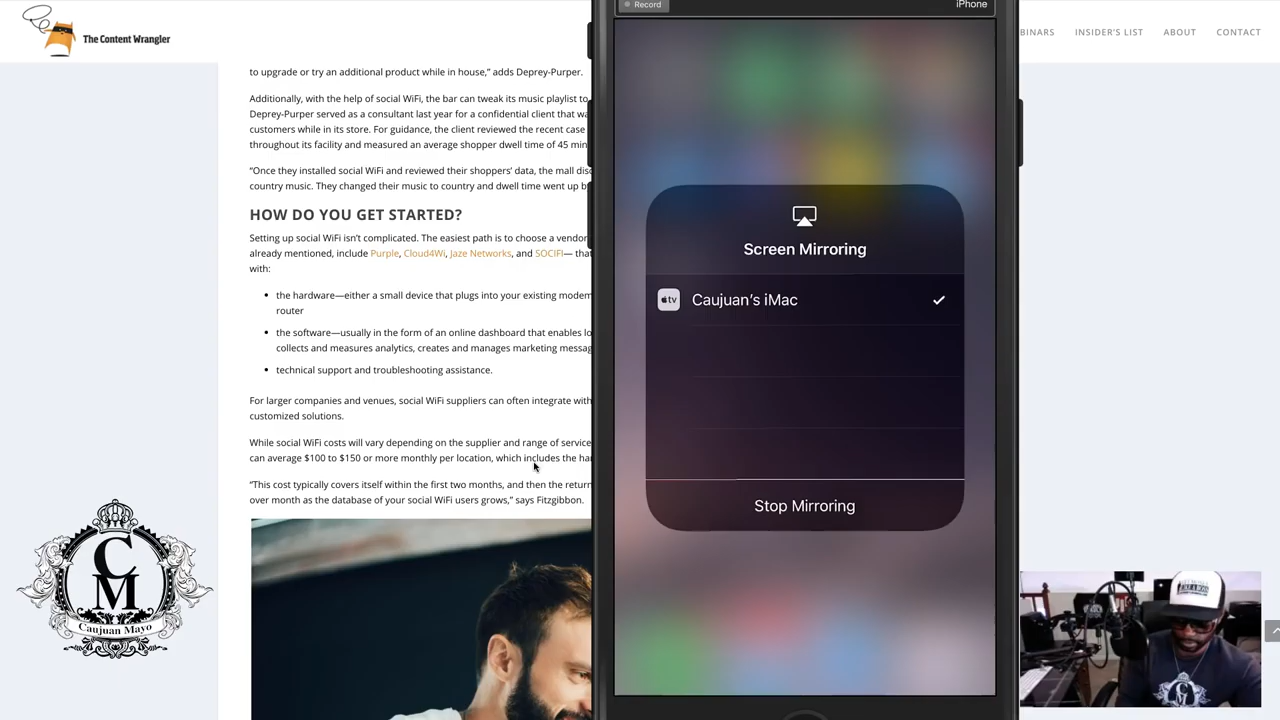 The Content Wrangler
BINARS INSIDER'S LIST ABOUT CONTACT
to upgrade or try an additional product while in house,” adds Deprey-Purper.
Additionally, with the help of social WiFi, the bar can tweak its music playlist to
Deprey-Purper served as a consultant last year for a confidential client that
customers while in its store. For guidance, the client reviewed the recent case
throughout its facility and measured an average shopper dwell time of 45 min
“Once they installed social WiFi and reviewed their shoppers’ data, the mall
country music. They changed their music to country and dwell time went up
HOW DO YOU GET STARTED?
Setting up social WiFi isn’t complicated. The easiest path is to choose a vendor
already mentioned, include Purple, Cloud4Wi, Jaze Networks, and SOCIFI— that
with:
• the hardware—either a small device that plugs into your existing modem
router
• the software—usually in the form of an online dashboard that enables
collects and measures analytics, creates and manages marketing messag
• technical support and troubleshooting assistance.
For larger companies and venues, social WiFi suppliers can often integrate with
customized solutions.
While social WiFi costs will vary depending on the supplier and range of service
can average $100 to $150 or more monthly per location, which includes the
“This cost typically covers itself within the first two months, and then the return
over month as the database of your social WiFi users grows,” says Fitzgibbon.
Record
iPhone
Screen Mirroring
tv Caujuan’s iMac
Stop Mirroring
C
M
Caujuan Mayo